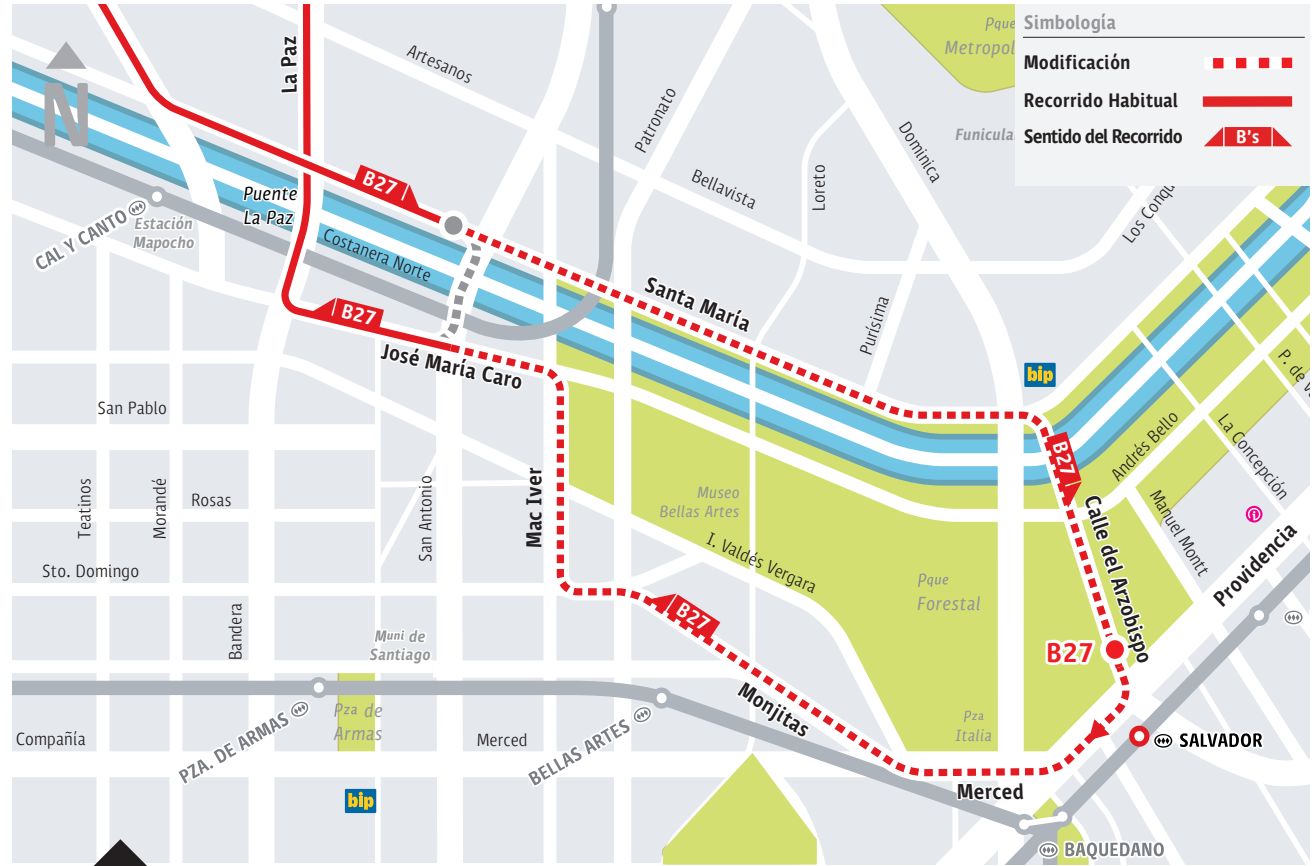 Simbología
Modificación
Recorrido Habitual
Sentido del Recorrido
B's
Pque
Metropol
Funicula
N
La Paz
Artesanos
Patronato
Dominica
Bellavista
Loreto
Los Conqu
B27
Puente
La Paz
CAL Y CANTO
Estación
Mapocho
Costanera Norte
Santa María
Purísima
B27
José María Caro
bip
P. de V
San Pablo
Andrés Bello
La Concepción
B27
Teatinos
Morandé
Rosas
San Antonio
Mac Iver
Museo
Bellas Artes
Calle del Arzobispo
Manuel Montt
I. Valdés Vergara
Providencia
Sto. Domingo
Pque
Forestal
Bandera
B27
Muni de
Santiago
B27
Monjitas
Pza de
Armas
PZA. DE ARMAS
BELLAS ARTES
Pza
Italia
Compañía
Merced
SALVADOR
Merced
bip
BAQUEDANO